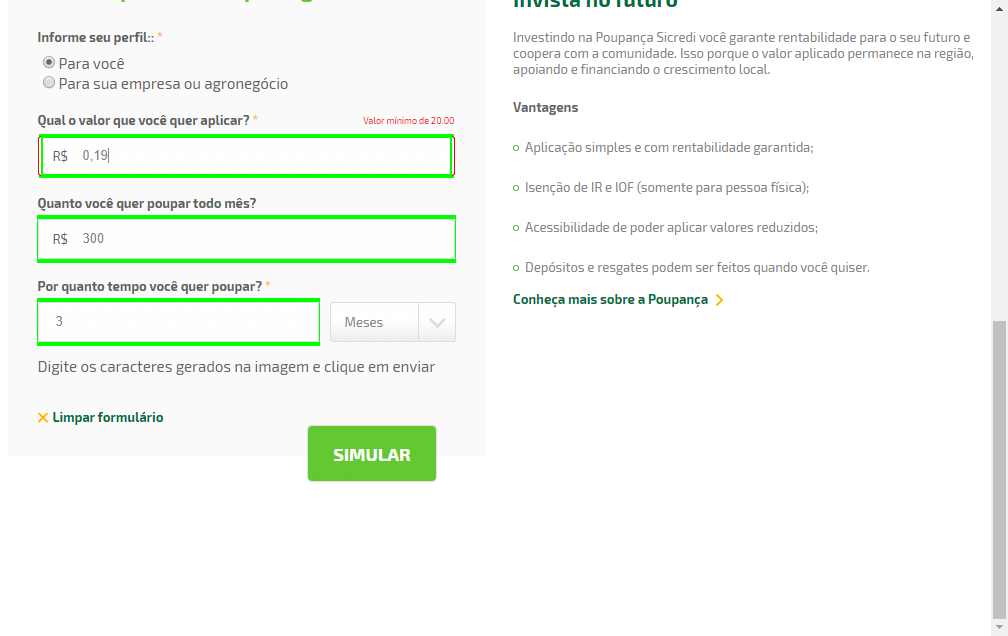 Informe seu perfil:: *
Para você
Para sua empresa ou agronegócio
Qual o valor que você quer aplicar? *
Valor mínimo de 20.00
R$ 0,19
Quanto você quer poupar todo mês?
R$ 300
Por quanto tempo você quer poupar? *
3
Meses
Digite os caracteres gerados na imagem e clique em enviar
Limpar formulário
SIMULAR
Invista no futuro
Investindo na Poupança Sicredi você garante rentabilidade para o seu futuro e
coopera com a comunidade. Isso porque o valor aplicado permanece na região,
apoiando e financiando o crescimento local.
Vantagens
Aplicação simples e com rentabilidade garantida;
Isenção de IR e IOF (somente para pessoa física);
Acessibilidade de poder aplicar valores reduzidos;
Depósitos e resgates podem ser feitos quando você quiser.
Conheça mais sobre a Poupança